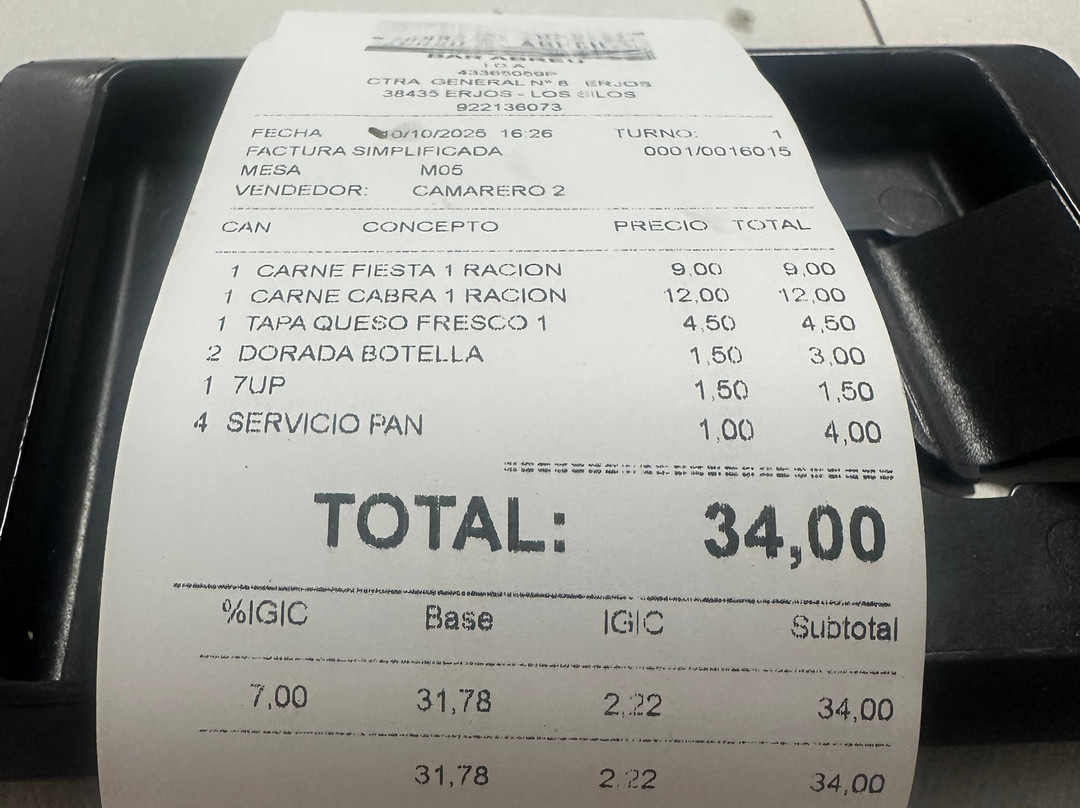 BAR ABREU
CTRA GENERAL Nº 8 ERJOS
38435 ERJOS - LOS SILOS
922136073
FECHA 10/10/2025 16:26 TURNO: 1
FACTURA SIMPLIFICADA 0001/0016015
MESA M05
VENDEDOR: CAMARERO 2
CAN CONCEPTO PRECIO TOTAL
1 CARNE FIESTA 1 RACION 9,00 9,00
1 CARNE CABRA 1 RACION 12,00 12,00
1 TAPA QUESO FRESCO 1 4,50 4,50
2 DORADA BOTELLA 1,50 3,00
1 7UP 1,50 1,50
4 SERVICIO PAN 1,00 4,00
TOTAL: 34,00
%IGIC Base IGIC Subtotal
7,00 31,78 2,22 34,00
31,78 2,22 34,00